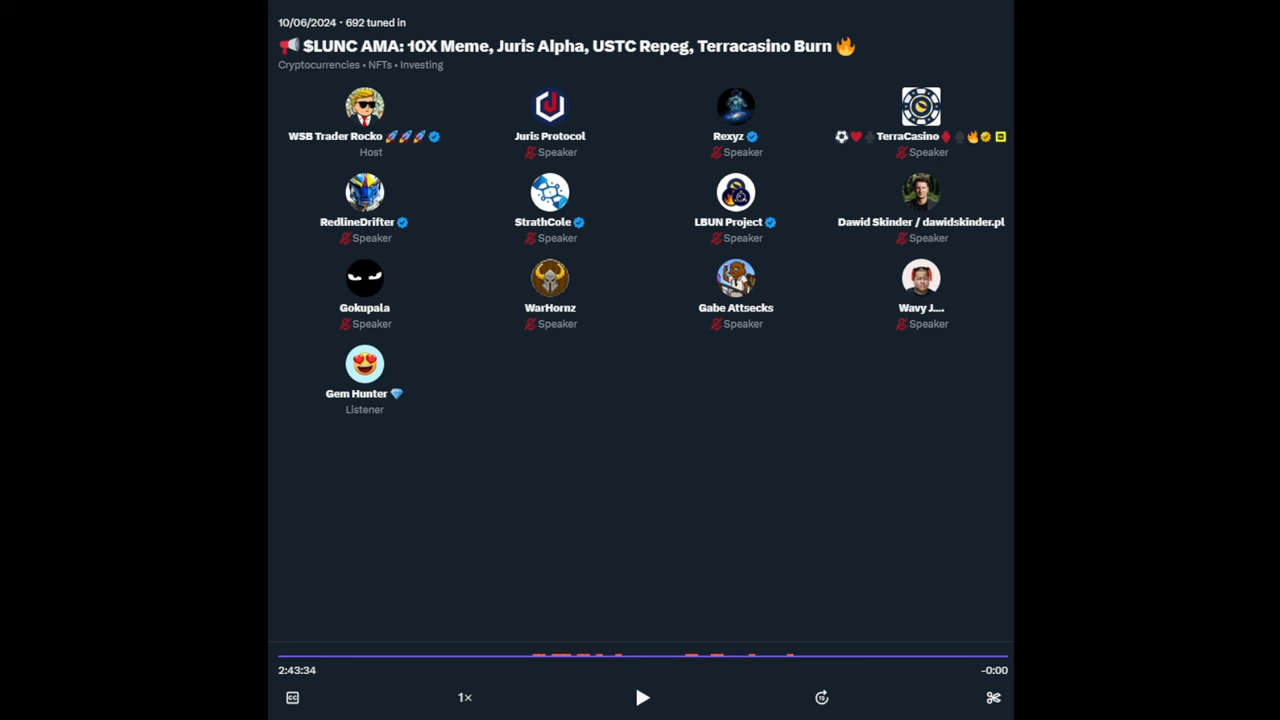 10/06/2024 · 692 tuned in
📢 $LUNC AMA: 10X Meme, Juris Alpha, USTC Repeg, Terracasino Burn 🔥
Cryptocurrencies • NFTs • Investing
WSB Trader Rocko 🚀🚀🚀
Host
Juris Protocol
Speaker
Rexyz
Speaker
⚽♥️♣️TerraCasino♦️♠️🔥
Speaker
RedlineDrifter
Speaker
StrathCole
Speaker
LBUN Project
Speaker
Dawid Skinder / dawidskinder.pl
Speaker
Gokupala
Speaker
WarHornz
Speaker
Gabe Attsecks
Speaker
Wavy J....
Speaker
Gem Hunter 💎
Listener
2:43:34
-0:00
CC
1×
15